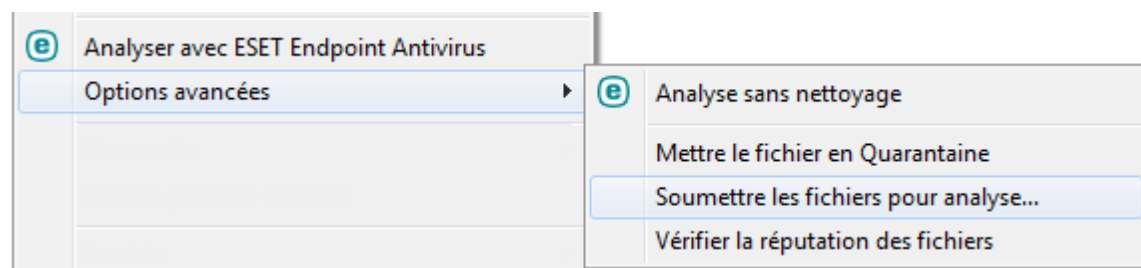 Analyser avec ESET Endpoint Antivirus
Options avancées
Analyse sans nettoyage
Mettre le fichier en Quarantaine
Soumettre les fichiers pour analyse...
Vérifier la réputation des fichiers